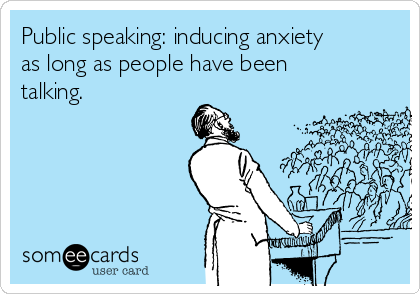 Public speaking: inducing anxiety
as long as people have been
talking.
someecards
user card